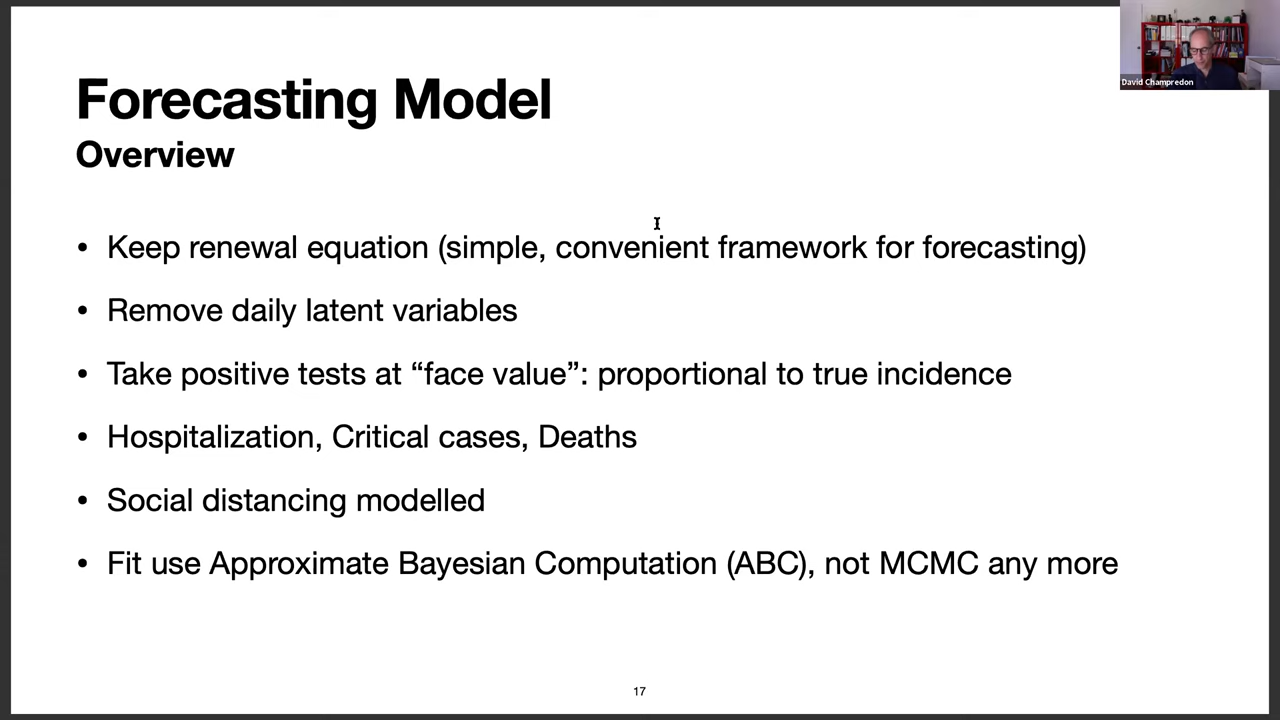 David Champredon
Forecasting Model
Overview
• Keep renewal equation (simple, convenient framework for forecasting)
• Remove daily latent variables
• Take positive tests at “face value”: proportional to true incidence
• Hospitalization, Critical cases, Deaths
• Social distancing modelled
• Fit use Approximate Bayesian Computation (ABC), not MCMC any more
17